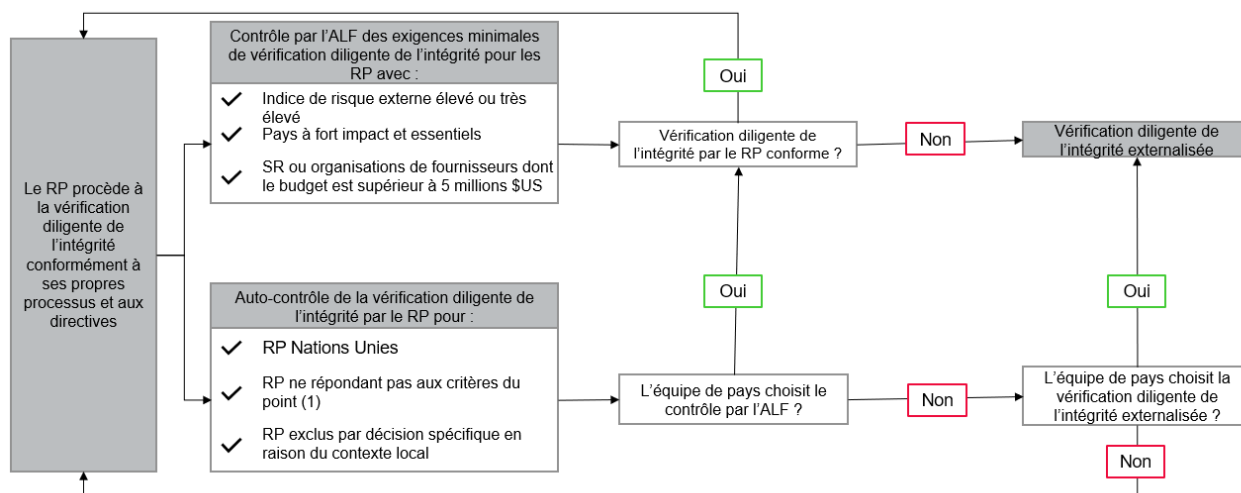 Le RP procède à
la vérification
diligente de
l'intégrité
conformément à
ses propres
processus et aux
directives
Contrôle par l'ALF des exigences minimales
de vérification diligente de l'intégrité pour les
RP avec :
Indice de risque externe élevé ou très
élevé
Pays à fort impact et essentiels
SR ou organisations de fournisseurs dont
le budget est supérieur à 5 millions $US
Oui
Vérification diligente de
l'intégrité par le RP conforme ?
Non
Vérification diligente de
l'intégrité externalisée
Oui
Oui
Auto-contrôle de la vérification diligente de
l'intégrité par le RP pour :
RP Nations Unies
RP ne répondant pas aux critères du
point (1)
RP exclus par décision spécifique en
raison du contexte local
L'équipe de pays choisit le
contrôle par l'ALF ?
Non
L'équipe de pays choisit la
vérification diligente de
l'intégrité externalisée ?
Non